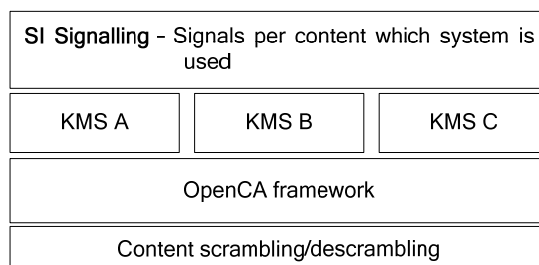 SI Signalling - Signals per content which system is
used
KMS A
KMS B
KMS C
OpenCA framework
Content scrambling/descrambling